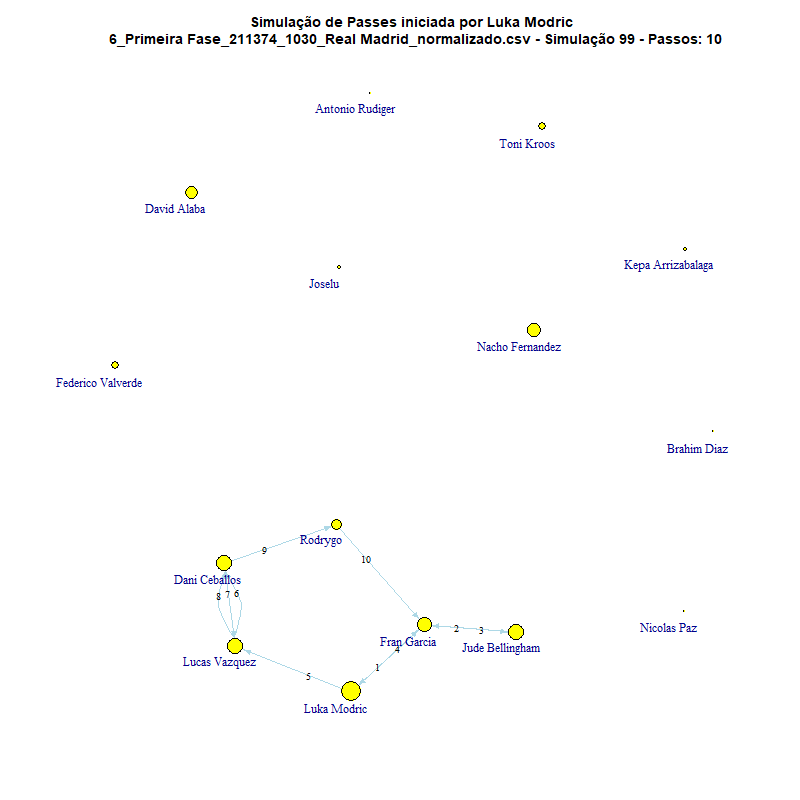 Simulação de Passes iniciada por Luka Modric
6_Primeira Fase_211374_1030_Real Madrid_normalizado.csv - Simulação 99 - Passos: 10
Antonio Rudiger
Toni Kroos
David Alaba
Kepa Arrizabalaga
Joselu
Nacho Fernandez
Federico Valverde
Brahim Diaz
Rodrygo
9
10
Dani Ceballos
8
7
6
Fran Garcia
2
3
Nicolas Paz
Jude Bellingham
4
Lucas Vazquez
1
5
Luka Modric